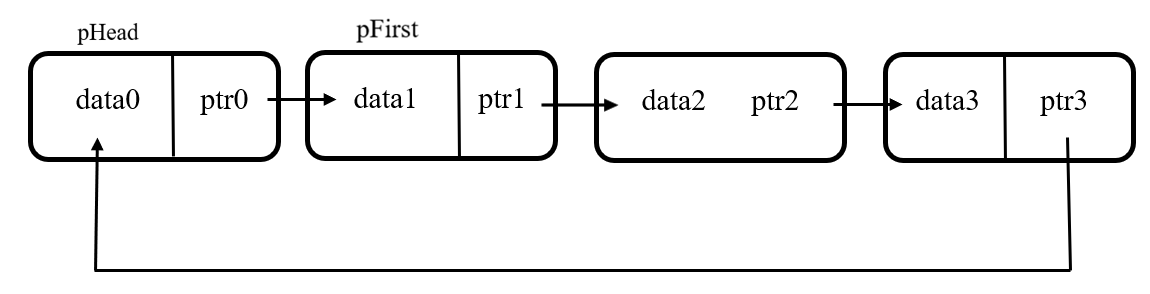 pHead
pFirst
data0 ptr0 data1 ptr1 data2 ptr2 data3 ptr3